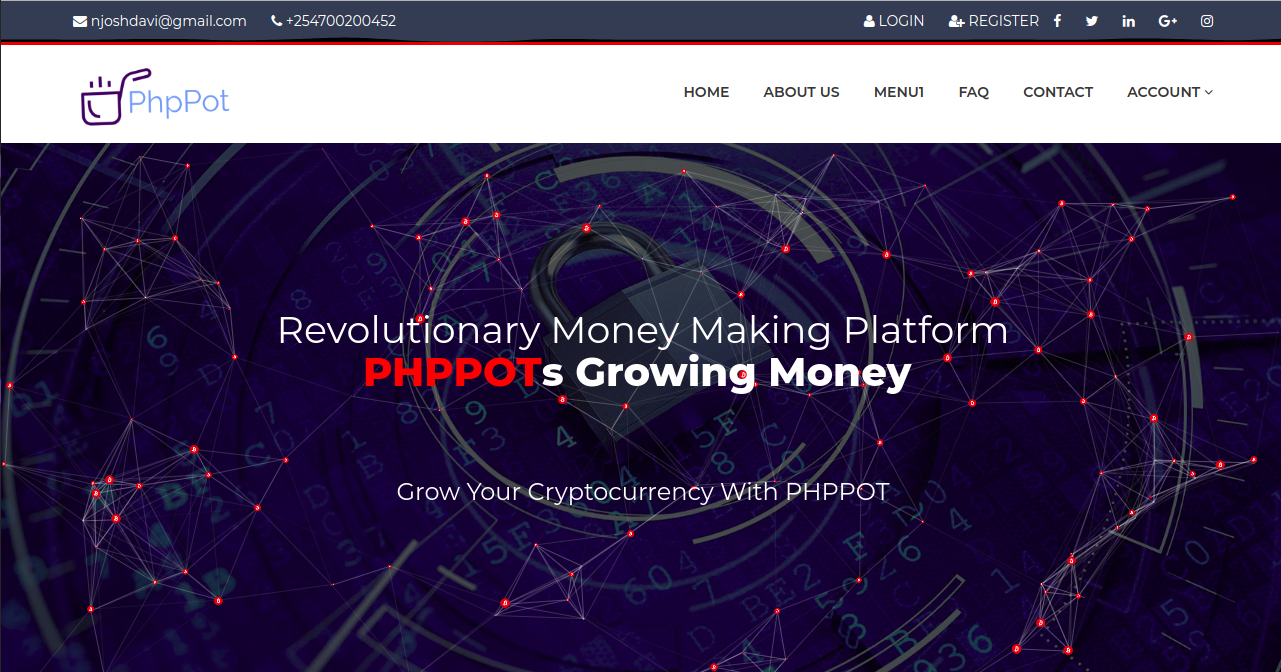 njoshdavi@gmail.com +254700200452 LOGIN REGISTER
PhpPot
HOME ABOUT US MENU1 FAQ CONTACT ACCOUNT
Revolutionary Money Making Platform
PHPPOTs Growing Money
Grow Your Cryptocurrency With PHPPOT